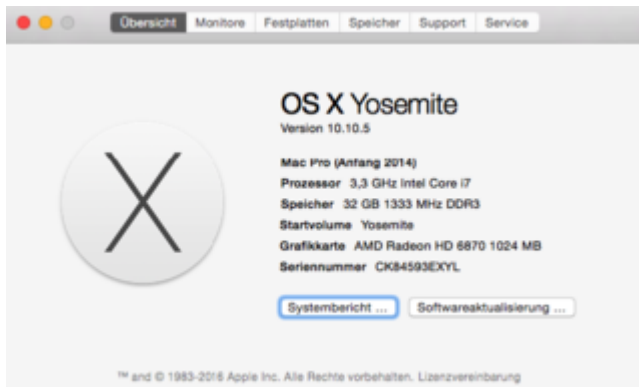 Übersicht Monitore Festplatten Speicher Support Service
OS X Yosemite
Version 10.10.5
Mac Pro (Anfang 2014)
Prozessor 3,3 GHz Intel Core i7
Speicher 32 GB 1333 MHz DDR3
Startvolume Yosemite
Grafikkarte AMD Radeon HD 6870 1024 MB
Seriennummer CK84593EXYL
Systembericht ... Softwareaktualisierung ...
™ and © 1983-2016 Apple Inc. Alle Rechte vorbehalten. Lizenzvereinbarung